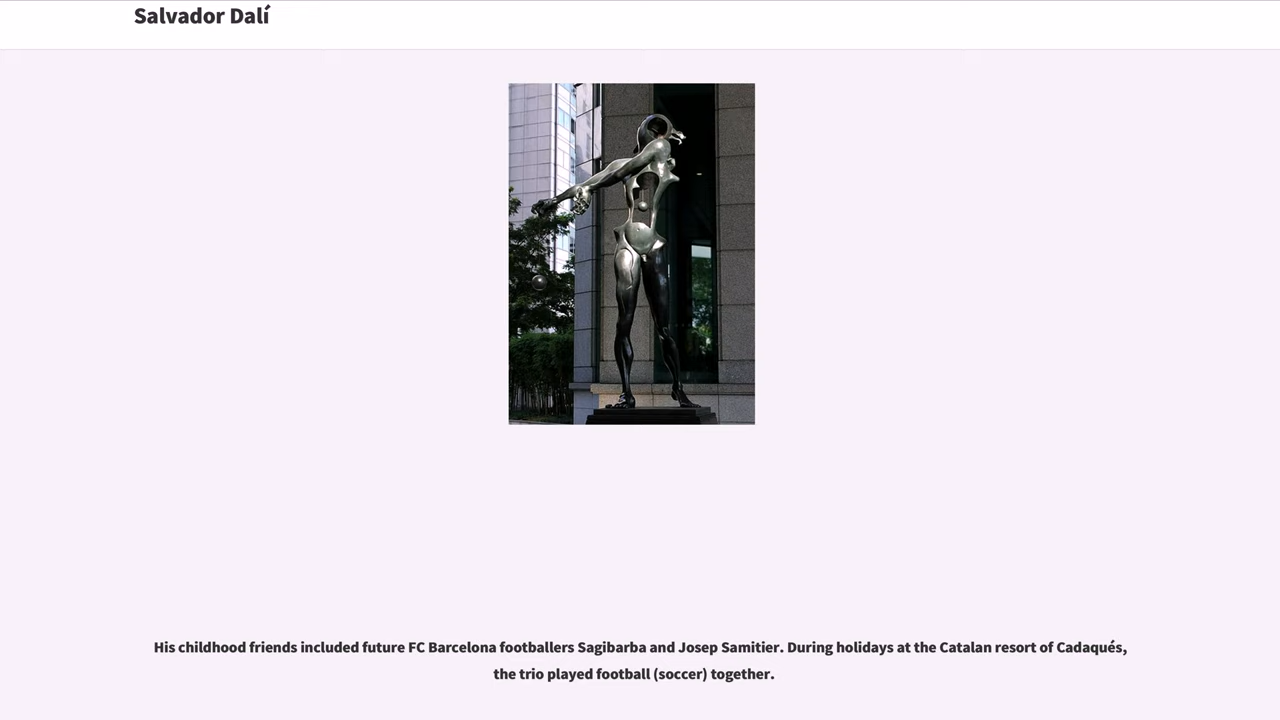 Salvador Dalí
His childhood friends included future FC Barcelona footballers Sagibarba and Josep Samitier. During holidays at the Catalan resort of Cadaqués,
the trio played football (soccer) together.